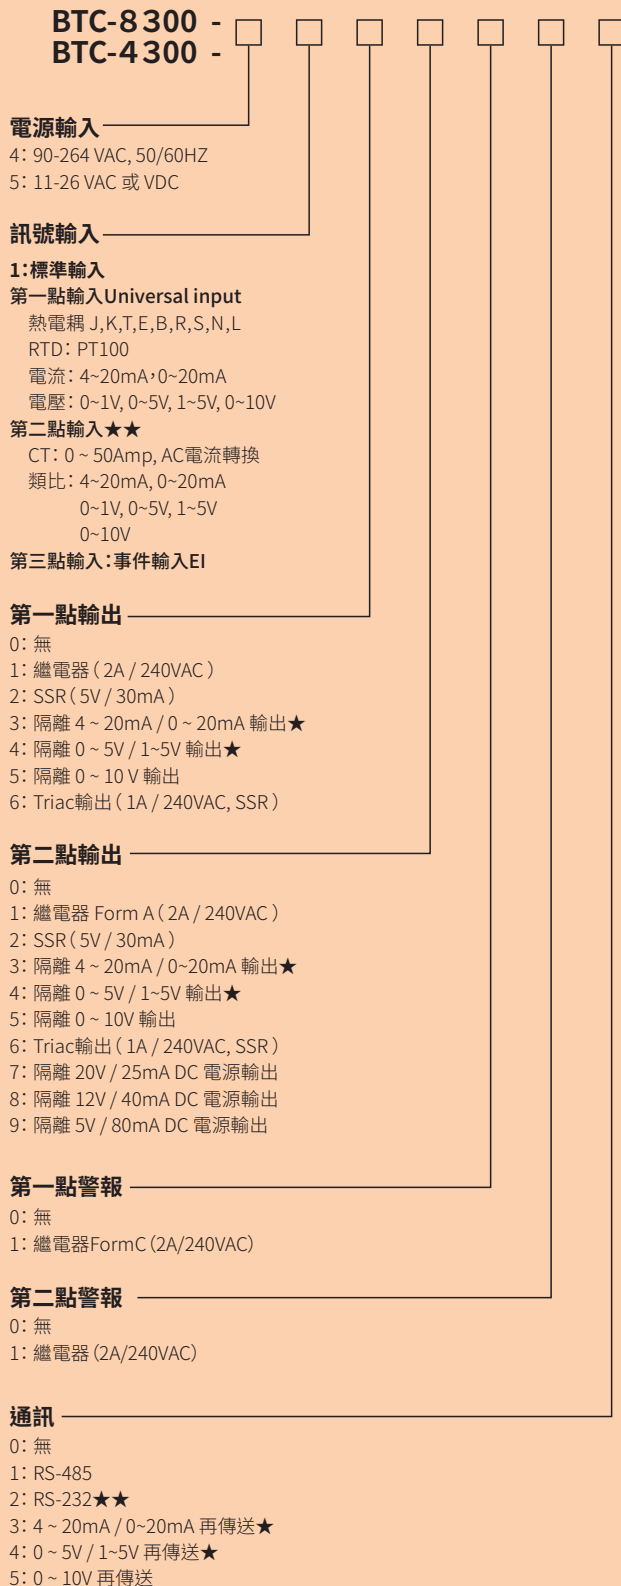 BTC-8300 -
BTC-4300 -
電源輸入
4：90-264 VAC, 50/60HZ
5：11-26 VAC 或 VDC
訊號輸入
1：標準輸入
第一點輸入Universal input
熱電耦 J,K,T,E,B,R,S,N,L
RTD：PT100
電流：4~20mA，0~20mA
電壓：0~1V, 0~5V, 1~5V, 0~10V
第二點輸入★★
CT：0 ~ 50Amp, AC電流轉換
類比：4~20mA, 0~20mA
0~1V, 0~5V, 1~5V
0~10V
第三點輸入：事件輸入EI
第一點輸出
0：無
1：繼電器（2A / 240VAC）
2：SSR（5V / 30mA）
3：隔離 4 ~ 20mA / 0 ~ 20mA 輸出★
4：隔離 0 ~ 5V / 1~5V 輸出★
5：隔離 0 ~ 10 V 輸出
6：Triac輸出（1A / 240VAC, SSR）
第二點輸出
0：無
1：繼電器 Form A（2A / 240VAC）
2：SSR（5V / 30mA）
3：隔離 4 ~ 20mA / 0~20mA 輸出★
4：隔離 0 ~ 5V / 1~5V 輸出★
5：隔離 0 ~ 10V 輸出
6：Triac輸出（1A / 240VAC, SSR）
7：隔離 20V / 25mA DC 電源輸出
8：隔離 12V / 40mA DC 電源輸出
9：隔離 5V / 80mA DC 電源輸出
第一點警報
0：無
1：繼電器FormC（2A/240VAC）
第二點警報
0：無
1：繼電器（2A/240VAC）
通訊
0：無
1：RS-485
2：RS-232★★
3：4 ~ 20mA / 0~20mA 再傳送★
4：0 ~ 5V / 1~5V 再傳送★
5：0 ~ 10V 再傳送